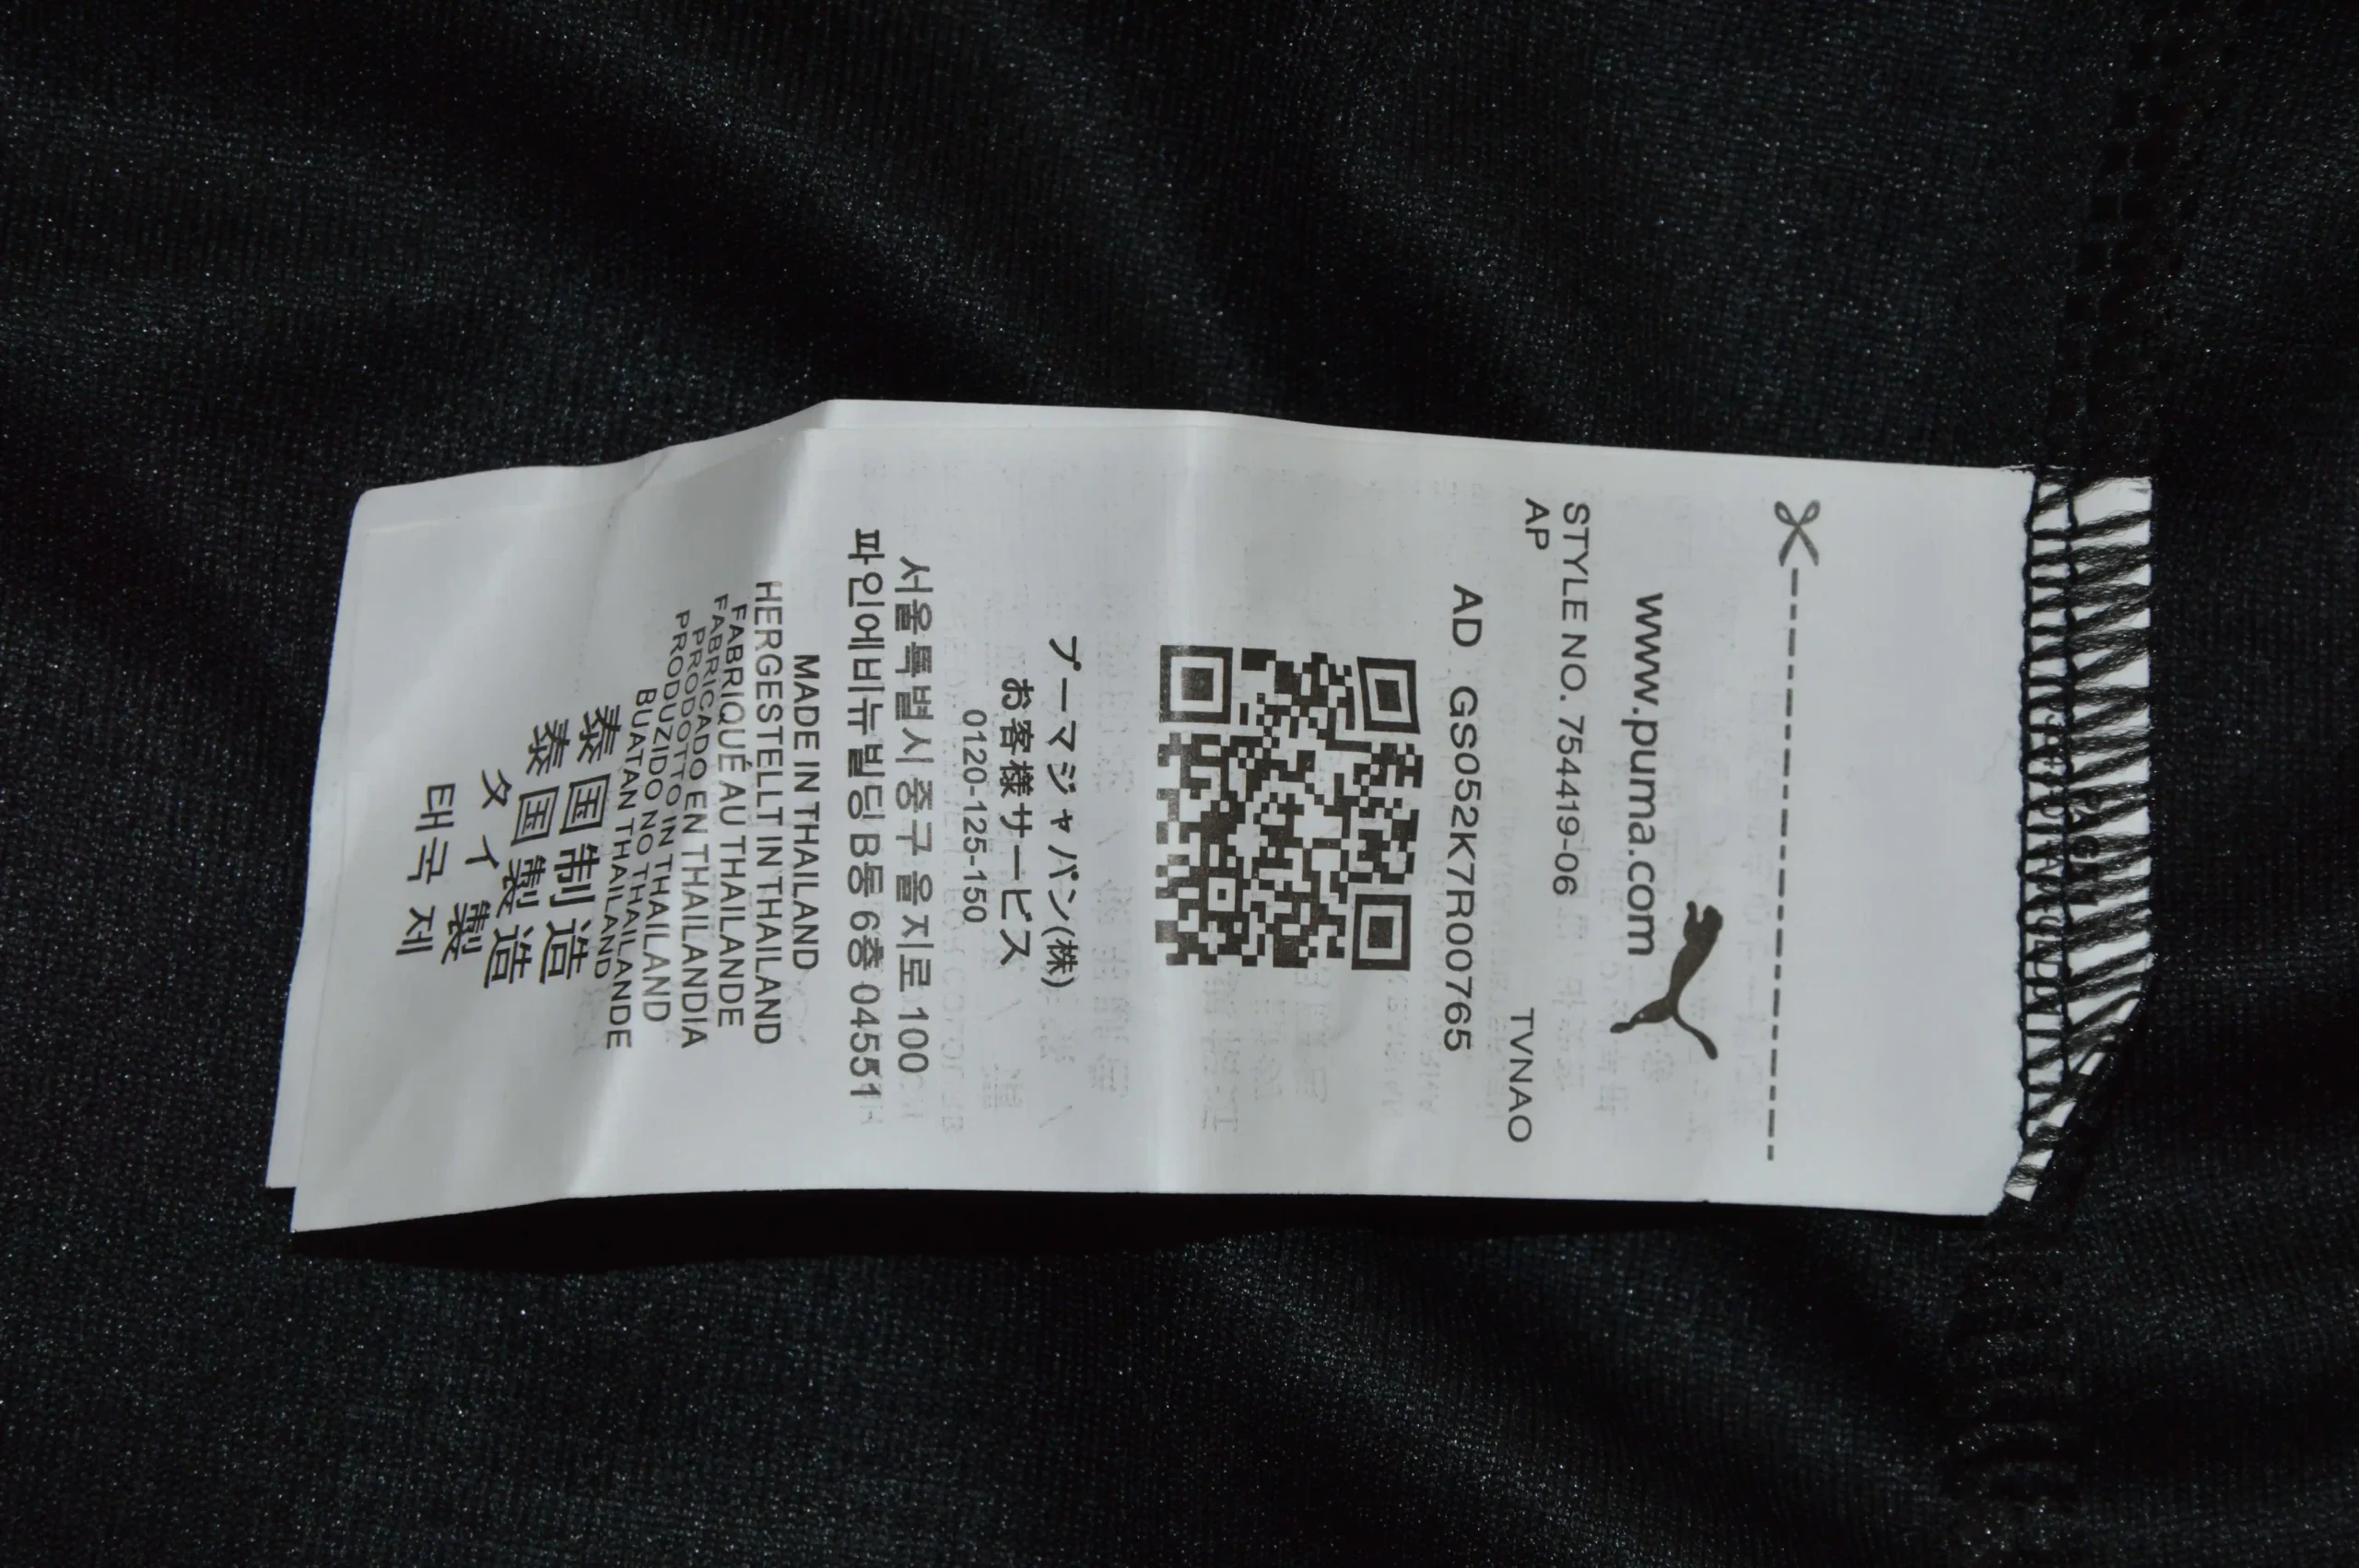 www.puma.com
STYLE NO. 754419-06
AP TVNAO
AD GS052K7R00765
プーマジャパン(株)
お客様サービス
0120-125-150
서울특별시중구 을지로 100
파인에비뉴빌딩 B동 6층 04551
MADE IN THAILAND
HERGESTELLT IN THAILAND
FABRIQUÉ AU THAILANDE
FABRICADO EN THAILANDIA
PRODOTTO IN THAILAND
PRODUZIDO NO THAILANDE
BUATAN THAILAND
泰国制造
泰国製造
タイ製
태국 제